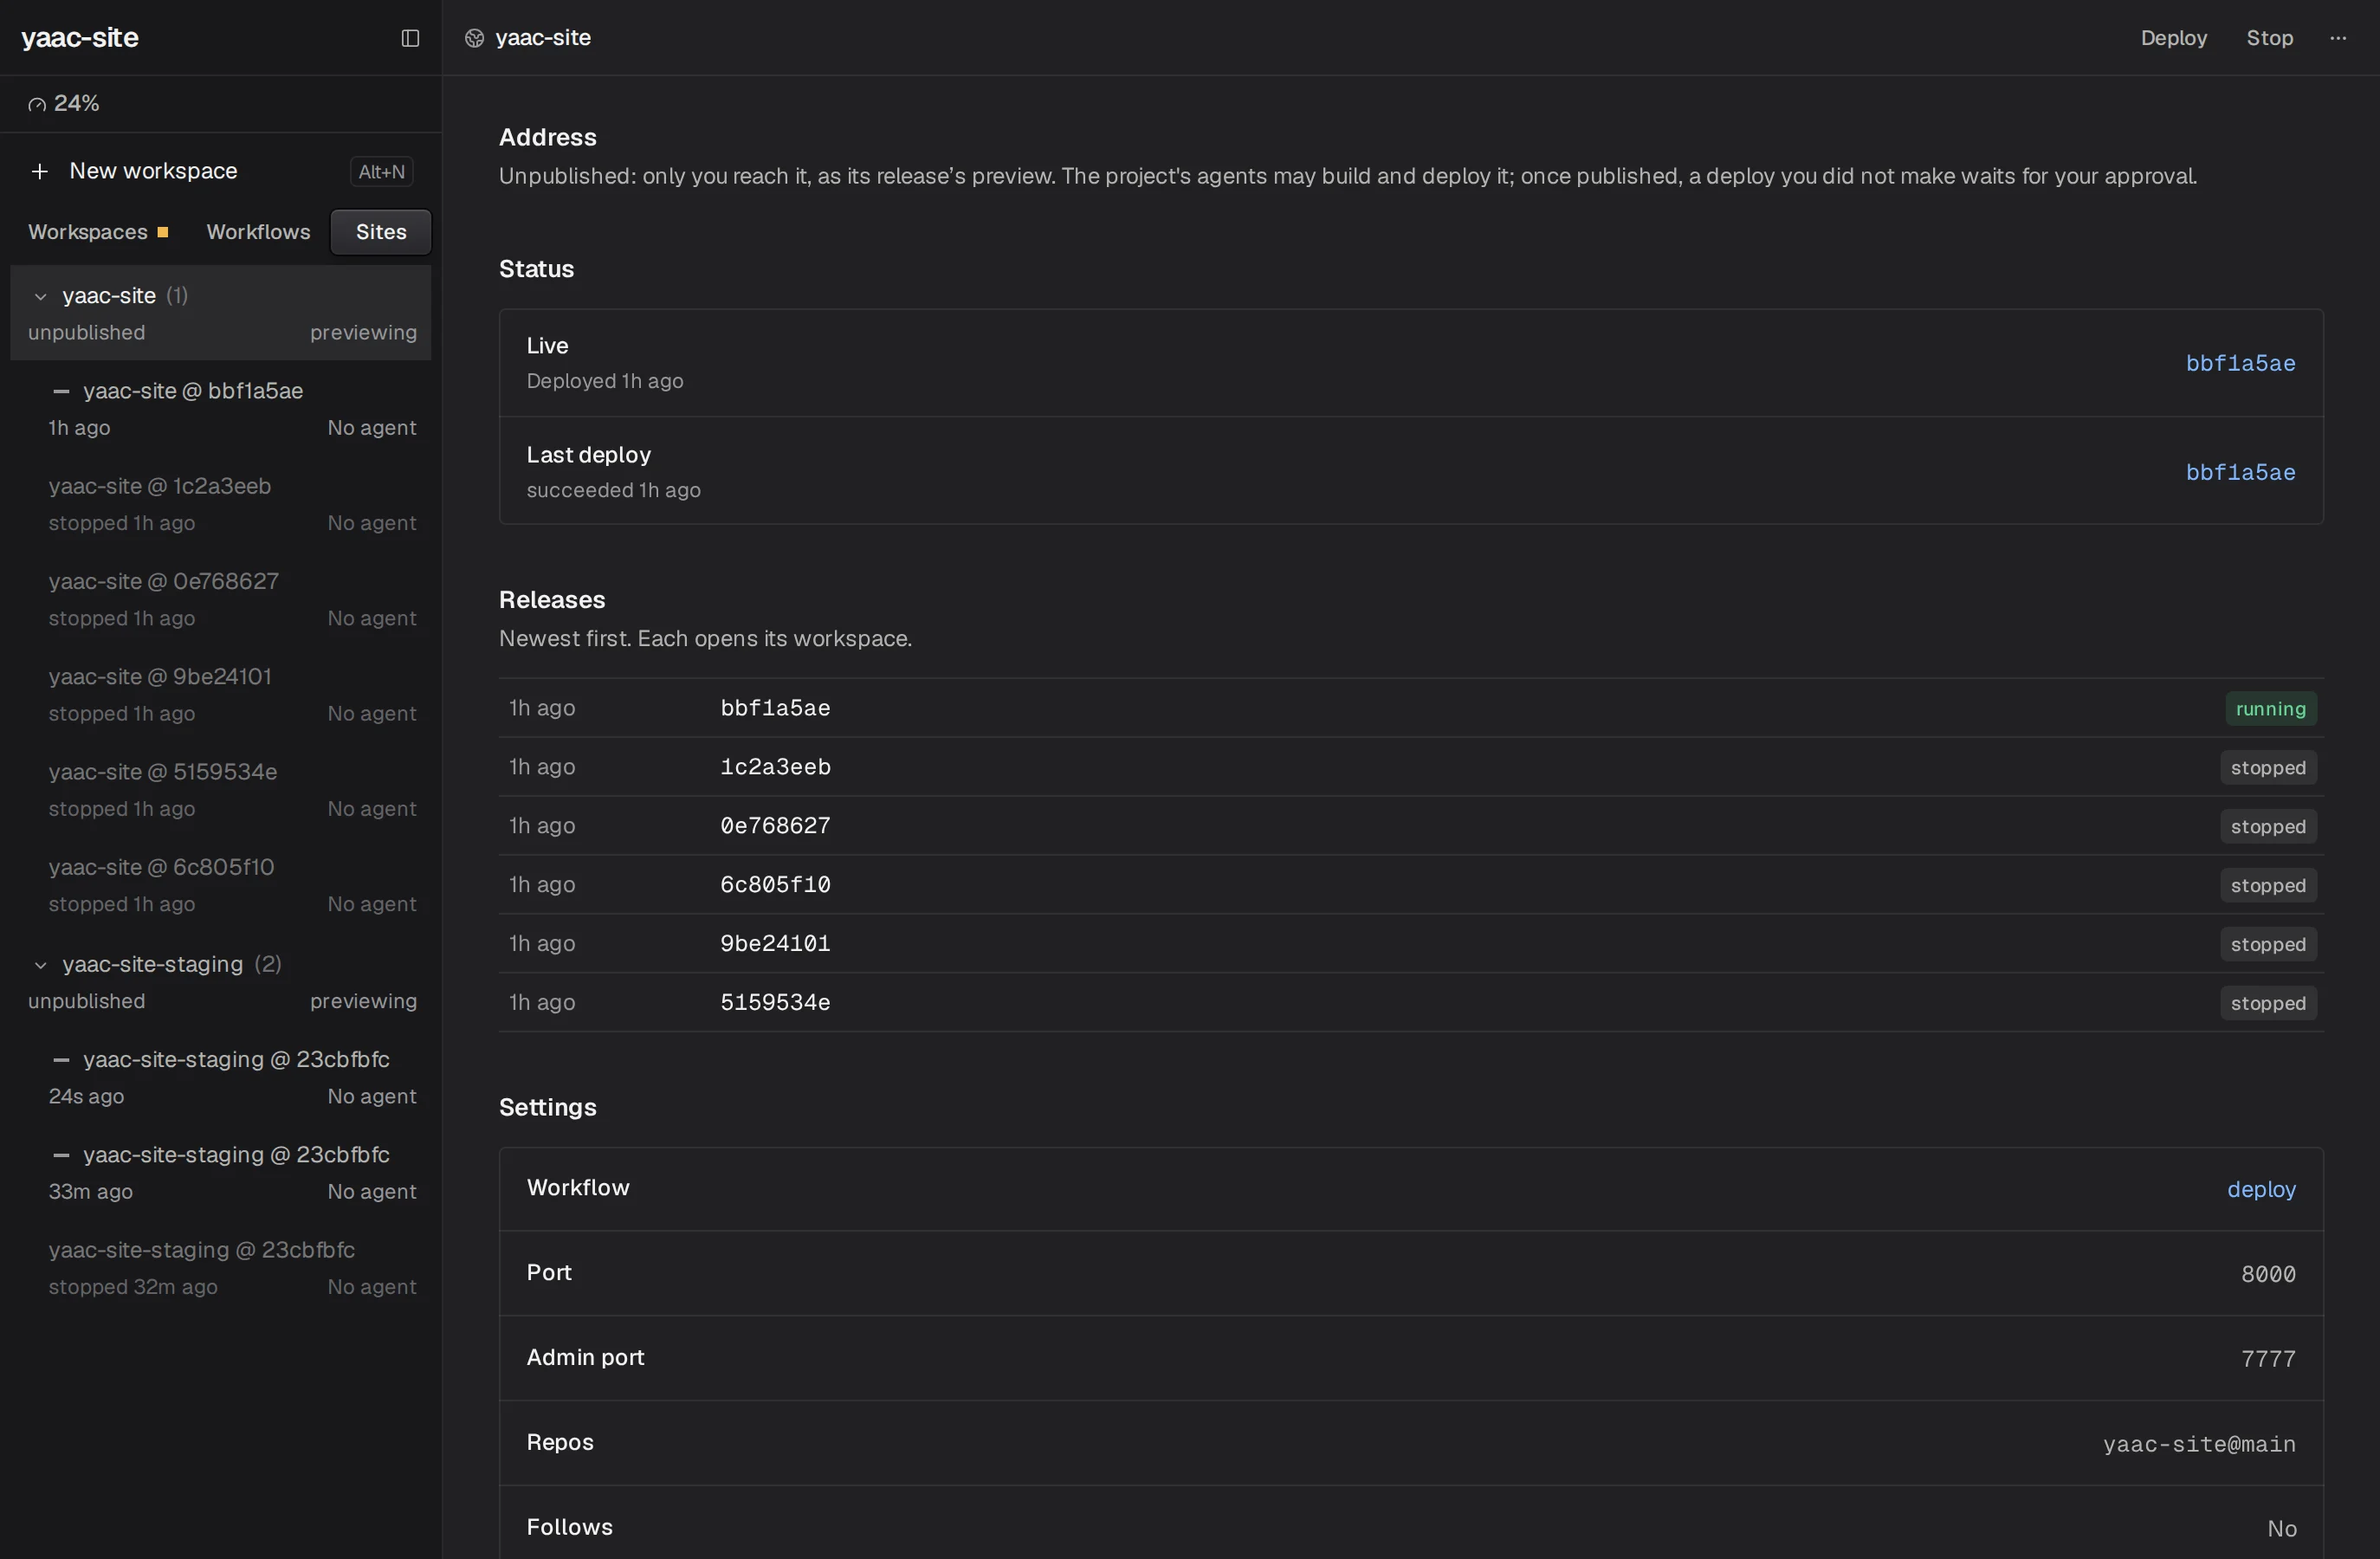 yaac-site
24%
New workspace Alt+N
Workspaces Workflows Sites
yaac-site (1)
unpublished previewing
yaac-site @ bbf1a5ae
1h ago No agent
yaac-site @ 1c2a3eeb
stopped 1h ago No agent
yaac-site @ 0e768627
stopped 1h ago No agent
yaac-site @ 9be24101
stopped 1h ago No agent
yaac-site @ 5159534e
stopped 1h ago No agent
yaac-site @ 6c805f10
stopped 1h ago No agent
yaac-site-staging (2)
unpublished previewing
yaac-site-staging @ 23cbfbfc
24s ago No agent
yaac-site-staging @ 23cbfbfc
33m ago No agent
yaac-site-staging @ 23cbfbfc
stopped 32m ago No agent
yaac-site Deploy Stop ...
Address
Unpublished: only you reach it, as its release’s preview. The project's agents may build and deploy it; once published, a deploy you did not make waits for your approval.
Status
Live
Deployed 1h ago
bbf1a5ae
Last deploy
succeeded 1h ago
bbf1a5ae
Releases
Newest first. Each opens its workspace.
1h ago bbf1a5ae running
1h ago 1c2a3eeb stopped
1h ago 0e768627 stopped
1h ago 6c805f10 stopped
1h ago 9be24101 stopped
1h ago 5159534e stopped
Settings
Workflow deploy
Port 8000
Admin port 7777
Repos yaac-site@main
Follows No